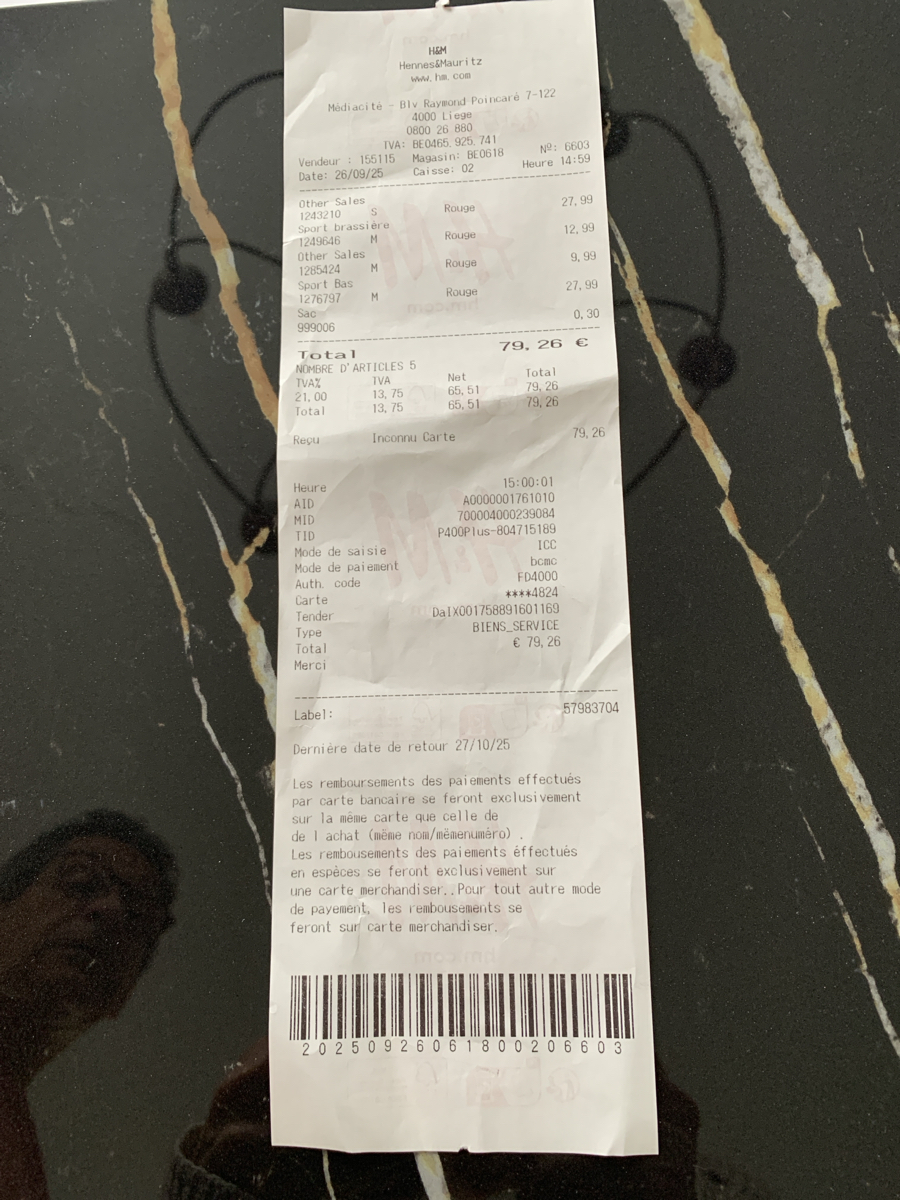 H&M
Hennes&Mauritz
www.hm.com
Médiacité - Blv Raymond Poincaré 7-122
4000 Liege
0800 26 880
TVA: BE0465.925.741
Vendeur : 155115 Magasin: BE0618 Nº: 6603
Date: 26/09/25 Caisse: 02 Heure 14:59
Other Sales
1243210 S Rouge 27,99
Sport brassière
1249646 M Rouge 12,99
Other Sales
1285424 M Rouge 9,99
Sport Bas
1276797 M Rouge 27,99
Sac
999006 0,30
Total 79,26 €
NOMBRE D'ARTICLES 5
TVA% TVA Net Total
21,00 13,75 65,51 79,26
Total 13,75 65,51 79,26
Reçu Inconnu Carte 79,26
Heure 15:00:01
AID A0000001761010
MID 700004000239084
TID P400Plus-804715189
Mode de saisie ICC
Mode de paiement bcmc
Auth. code FD4000
Carte ****4824
Tender DalX001758891601169
Type BIENS_SERVICE
Total € 79,26
Merci
Label: 57983704
Dernière date de retour 27/10/25
Les remboursements des paiements effectués
par carte bancaire se feront exclusivement
sur la même carte que celle de
de l achat (même nom/mêmenuméro) .
Les rembousements des paiements éffectués
en espèces se feront exclusivement sur
une carte merchandiser..Pour tout autre mode
de payement, les rembousements se
feront sur carte merchandiser.
20250926061800206603